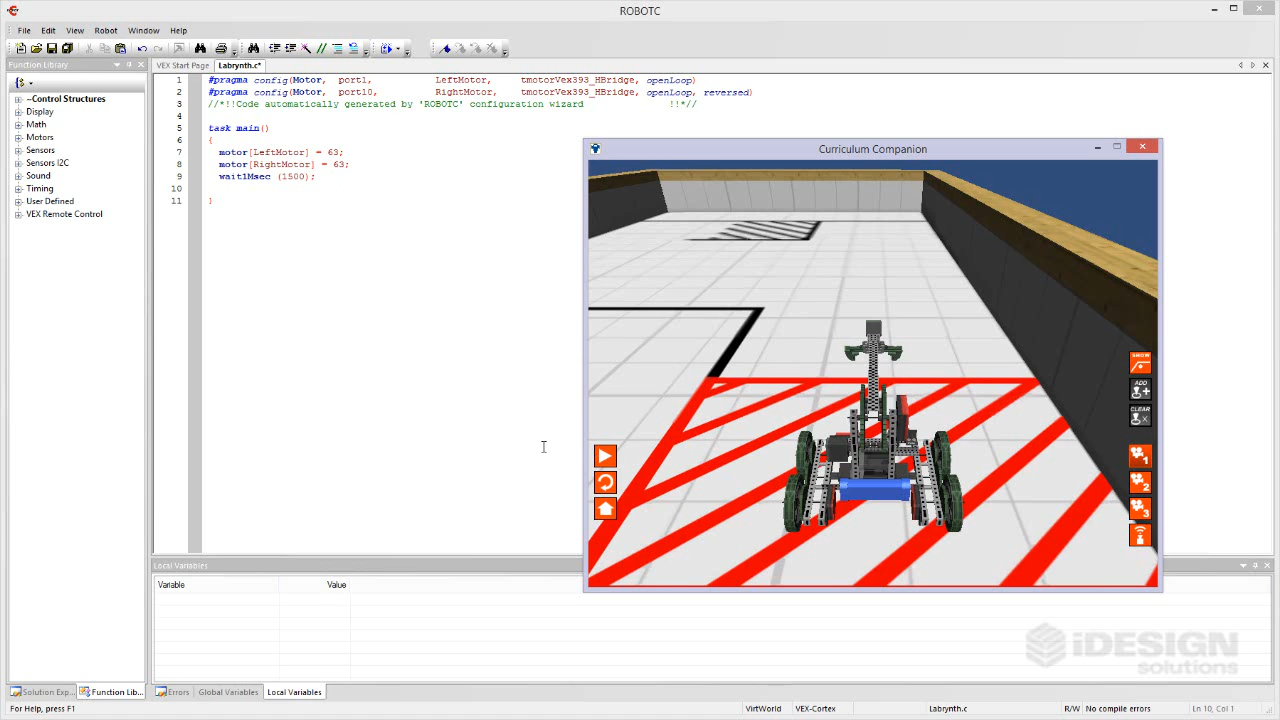 ROBOTC
File Edit View Robot Window Help
Function Library
VEX Start Page Labrynth.c*
Control Structures
Display
Math
Motors
Sensors
Sensors I2C
Sound
Timing
User Defined
VEX Remote Control
1 #pragma config(Motor, port1, LeftMotor, tmotorVex393_HBridge, openLoop)
2 #pragma config(Motor, port10, RightMotor, tmotorVex393_HBridge, openLoop, reversed)
3 //*!!Code automatically generated by 'ROBOTC' configuration wizard !!*//
4
5 task main()
6 {
7 motor[LeftMotor] = 63;
8 motor[RightMotor] = 63;
9 wait1Msec (1500);
10
11 }
Curriculum Companion
SHOW
ADD
CLEAR
1
2
3
Local Variables
Variable Value
iDESIGN
solutions
Solution Exp... Function Lib... Errors Global Variables Local Variables
For Help, press F1 VirtWorld VEX-Cortex Labrynth.c R/W No compile errors Ln 10, Col 1